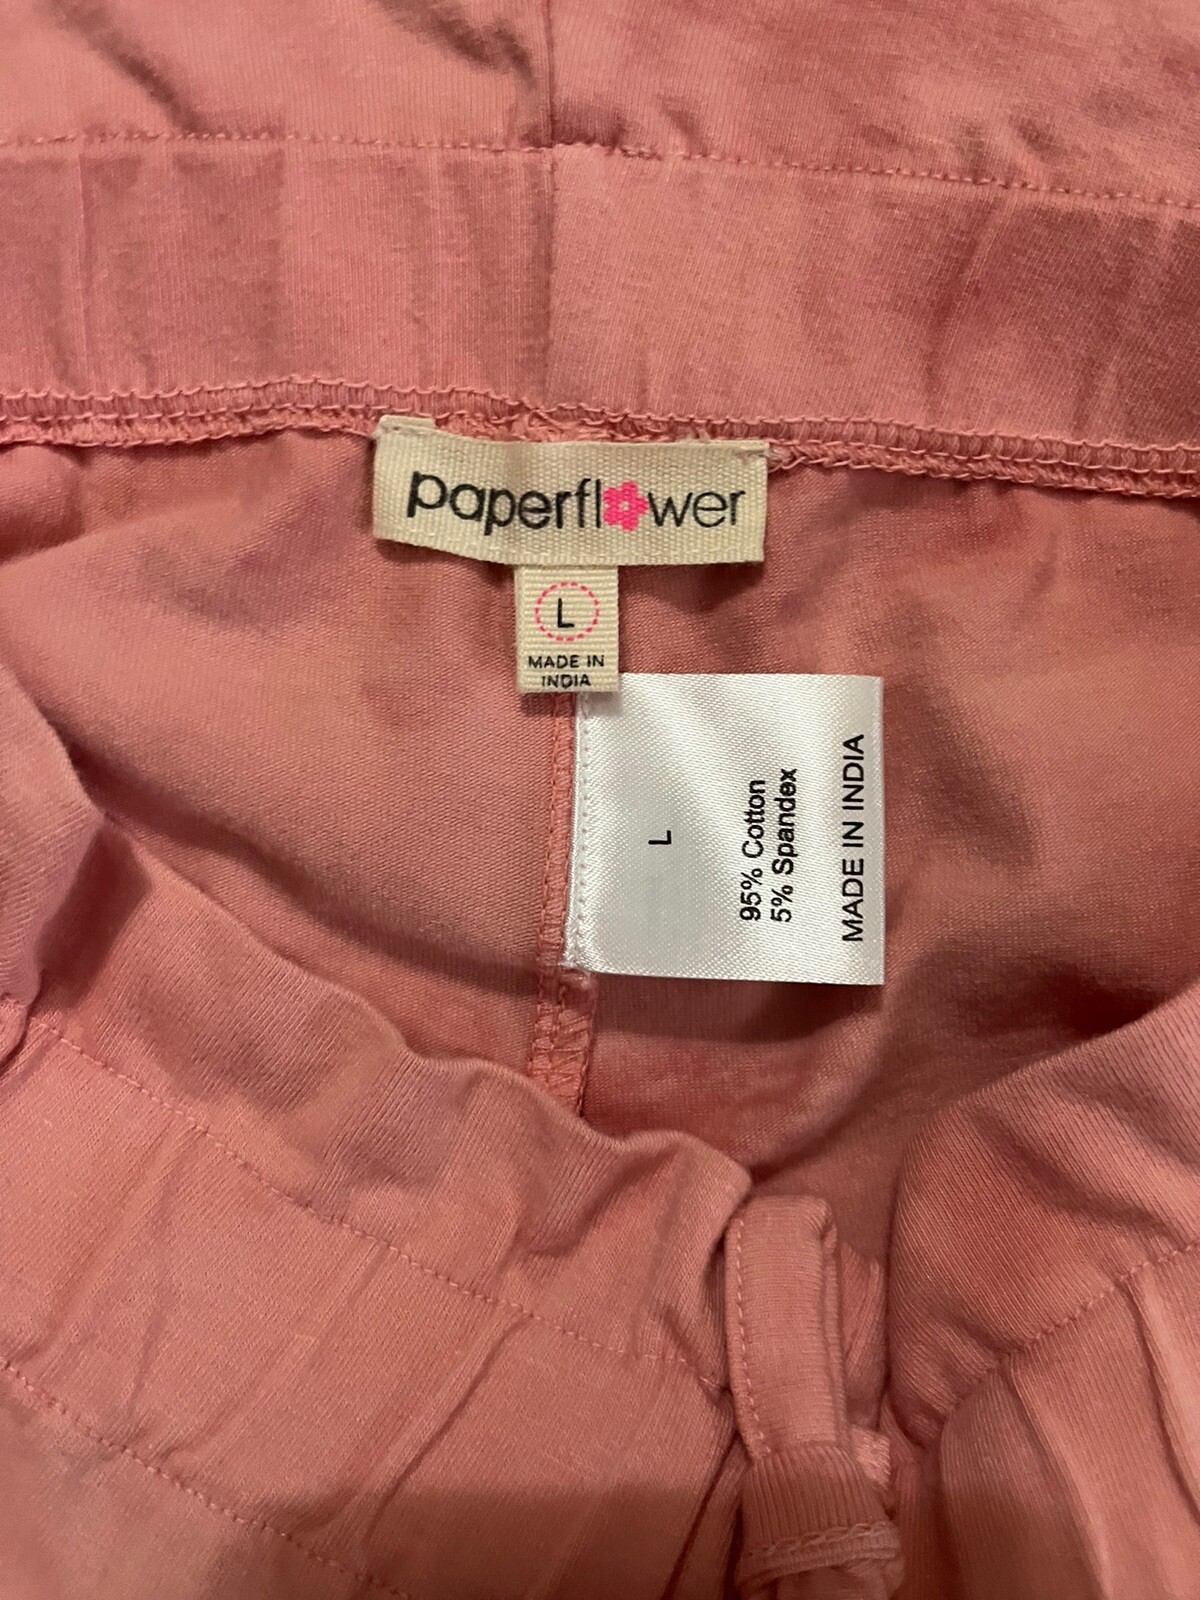 paperflower
L
MADE IN
INDIA
L
95% Cotton
5% Spandex
MADE IN INDIA